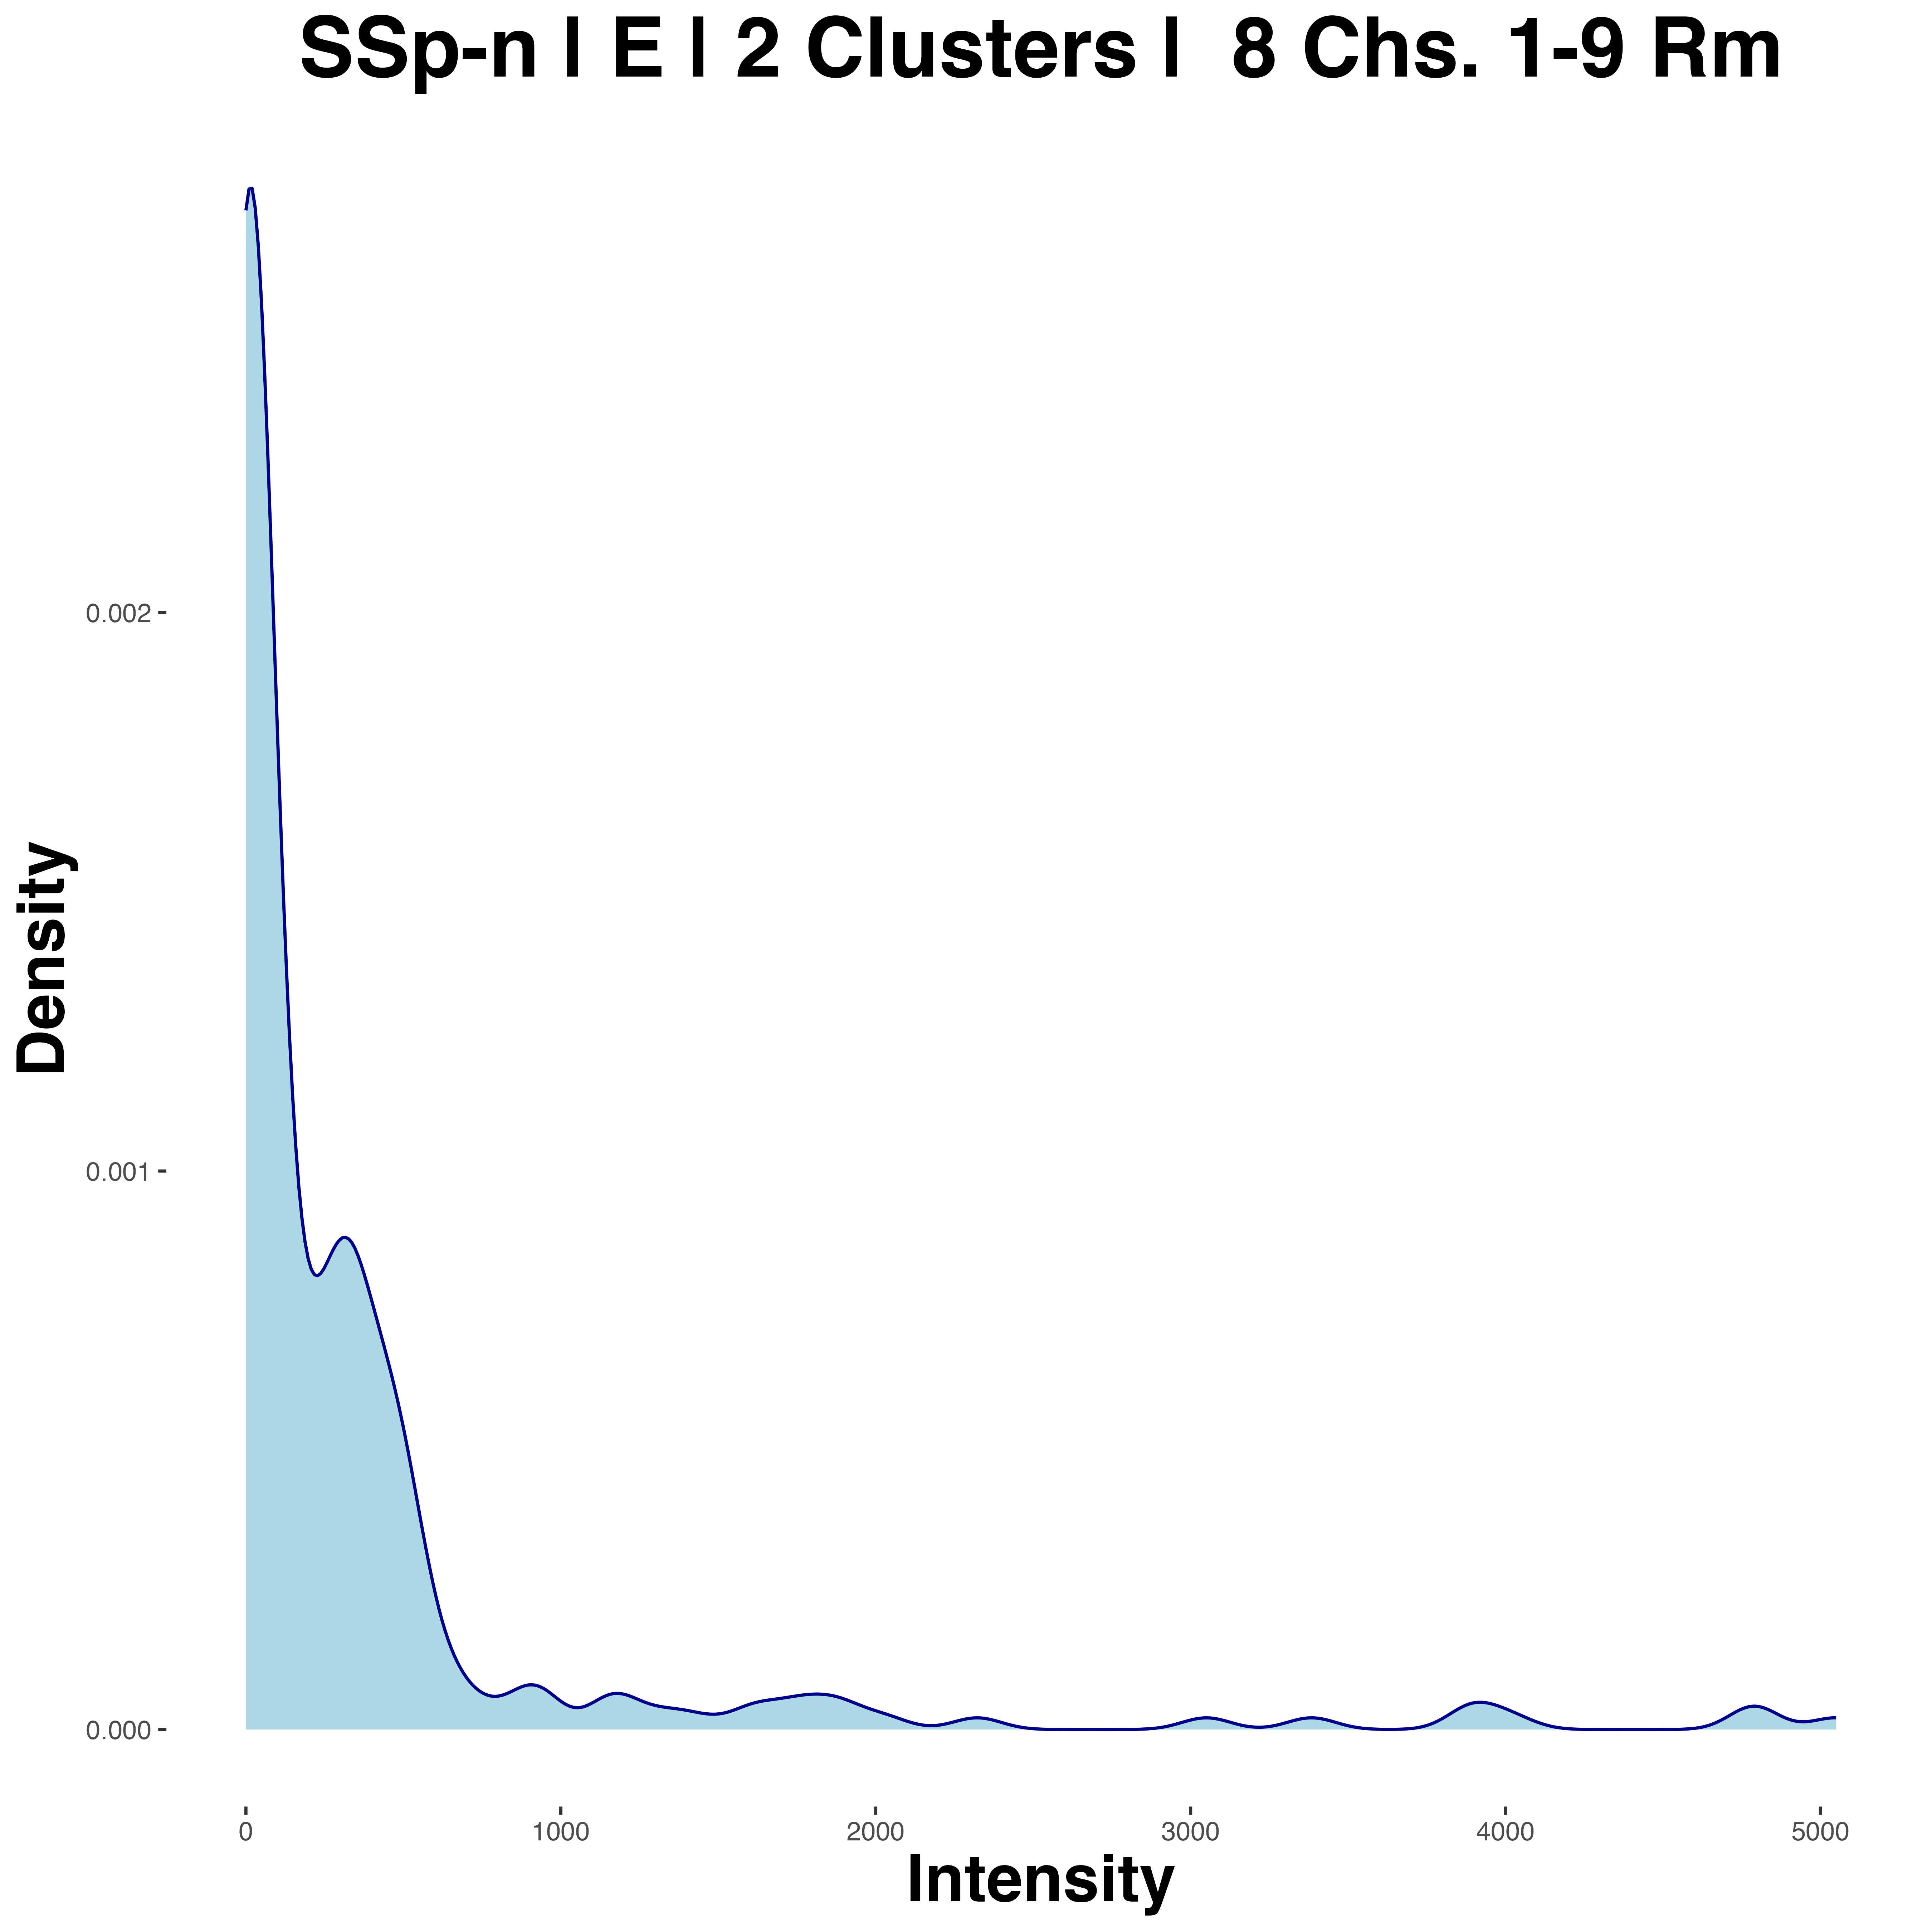 SSp-n | E | 2 Clusters |  8 Chs. 1-9 Rm
Density
0.002
0.001
0.000
0 1000 2000 3000 4000 5000
Intensity